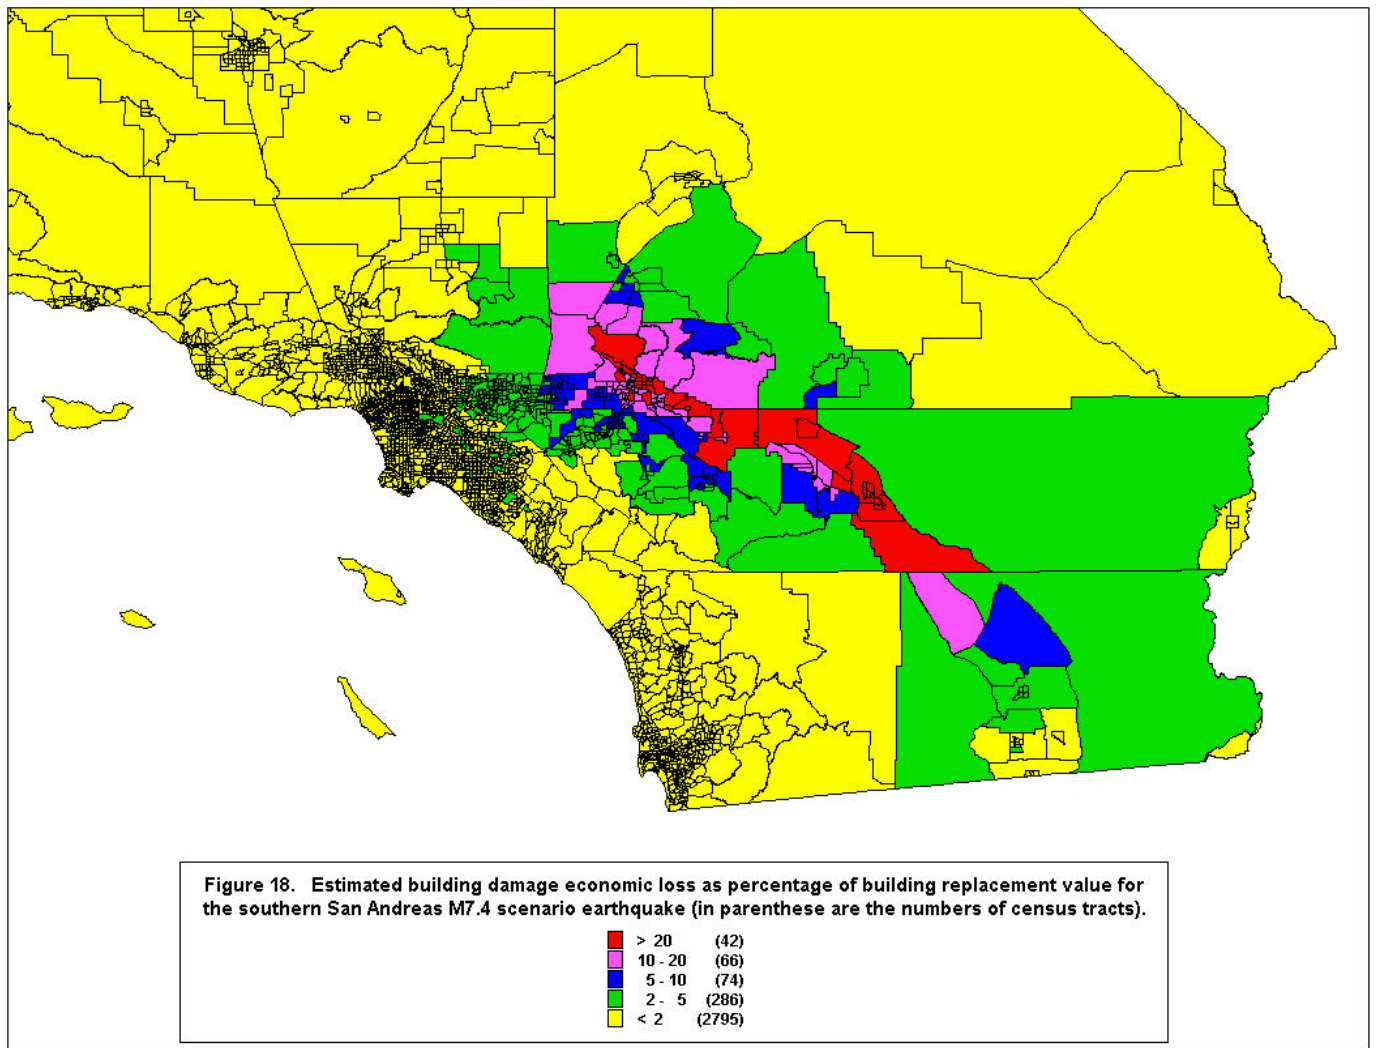 Figure 18. Estimated building damage economic loss as percentage of building replacement value for
the southern San Andreas M7.4 scenario earthquake (in parenthese are the numbers of census tracts).
> 20 (42)
10 - 20 (66)
5 - 10 (74)
2 - 5 (286)
< 2 (2795)